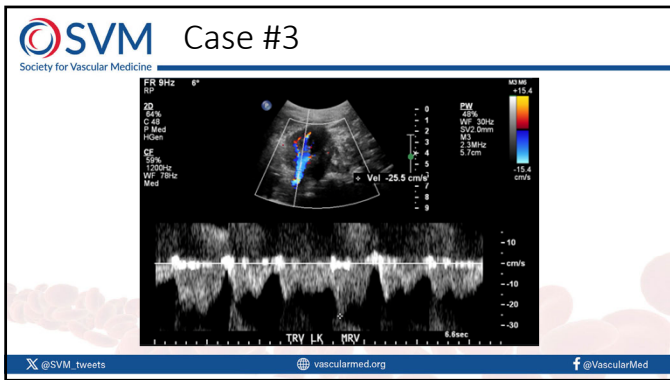 SVM
Society for Vascular Medicine
Case #3
FR 9Hz 6°
RP
2D
64%
C 48
P Med
HGen
CF
59%
1200Hz
WF 78Hz
Med
0
1
2
3
4
5
6
7
8
9
Vel -25.5 cm/s
PW
48%
WF 30Hz
SV2.0mm
M3
2.3MHz
5.7cm
M3 M6
+15.4
-15.4
cm/s
10
cm/s
-10
-20
-30
TRV LK MRV
6.6sec
@SVM_tweets
vascularmed.org
@VascularMed